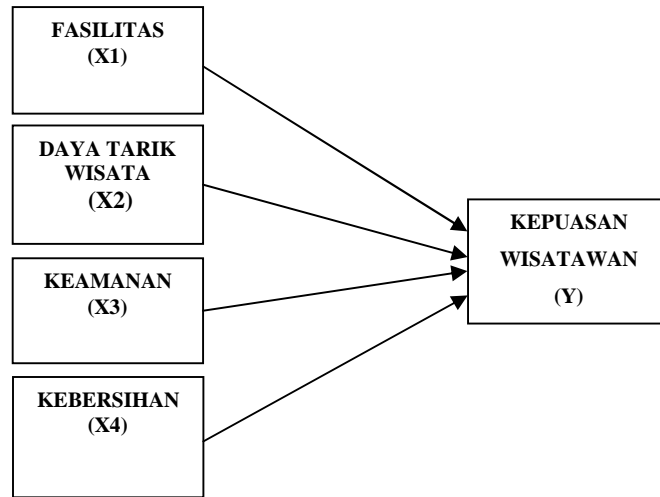 FASILITAS
(X1)
DAYA TARIK
WISATA
(X2)
KEAMANAN
(X3)
KEBERSIHAN
(X4)
KEPUASAN
WISATAWAN
(Y)